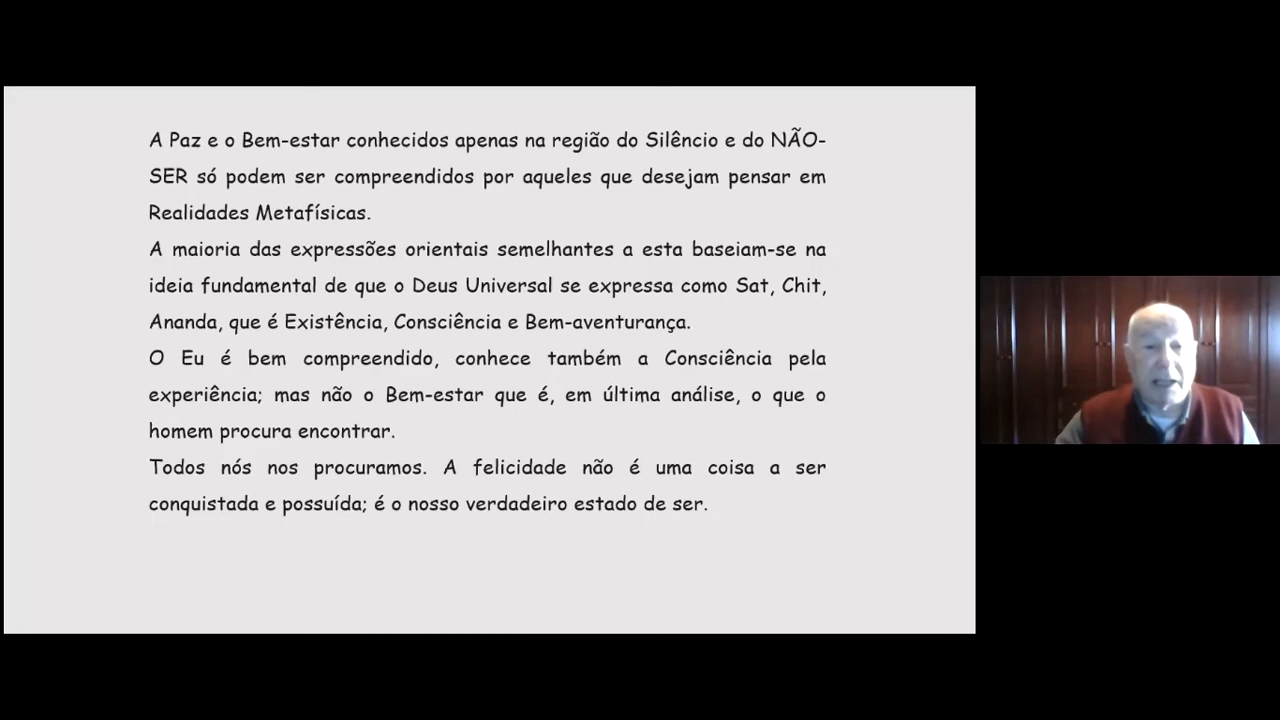 A Paz e o Bem-estar conhecidos apenas na região do Silêncio e do NÃO-
SER só podem ser compreendidos por aqueles que desejam pensar em
Realidades Metafísicas.
A maioria das expressões orientais semelhantes a esta baseiam-se na
ideia fundamental de que o Deus Universal se expressa como Sat, Chit,
Ananda, que é Existência, Consciência e Bem-aventurança.
O Eu é bem compreendido, conhece também a Consciência pela
experiência; mas não o Bem-estar que é, em última análise, o que o
homem procura encontrar.
Todos nós nos procuramos. A felicidade não é uma coisa a ser
conquistada e possuída; é o nosso verdadeiro estado de ser.